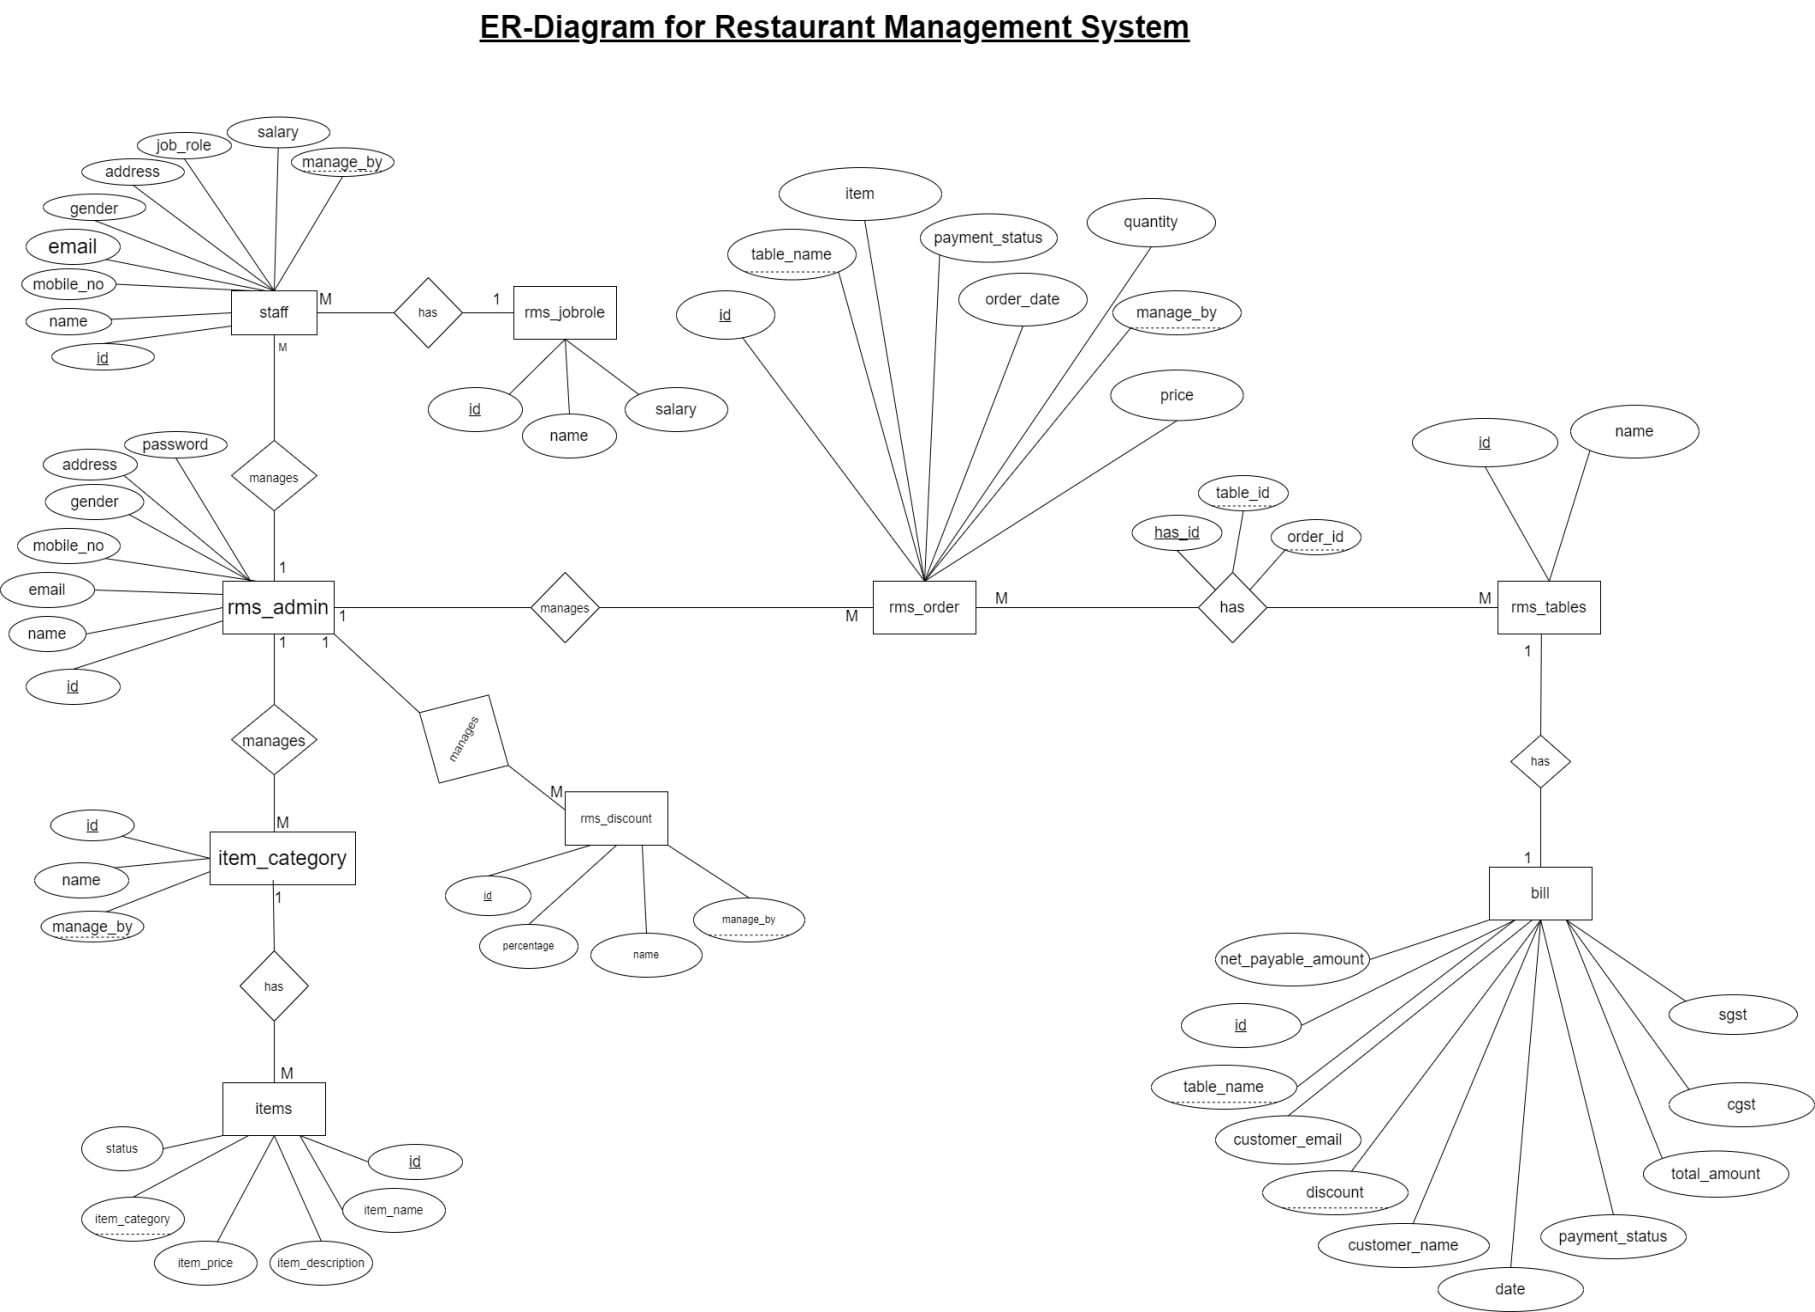 ER-Diagram for Restaurant Management System
salary
job_role
manage_by
address
gender
email
mobile_no
name
id
staff
M
has
1
rms_jobrole
id
name
salary
M
manages
1
item
table_name
payment_status
quantity
order_date
id
manage_by
price
password
address
gender
mobile_no
email
name
id
rms_admin
1
manages
M
rms_order
M
has_id
table_id
order_id
has
M
rms_tables
id
name
1
manages
M
item_category
id
name
manage_by
1
has
M
items
status
item_category
item_price
item_description
item_name
id
1
manages
M
rms_discount
id
percentage
name
manage_by
1
has
1
bill
net_payable_amount
id
table_name
customer_email
discount
customer_name
date
payment_status
total_amount
cgst
sgst